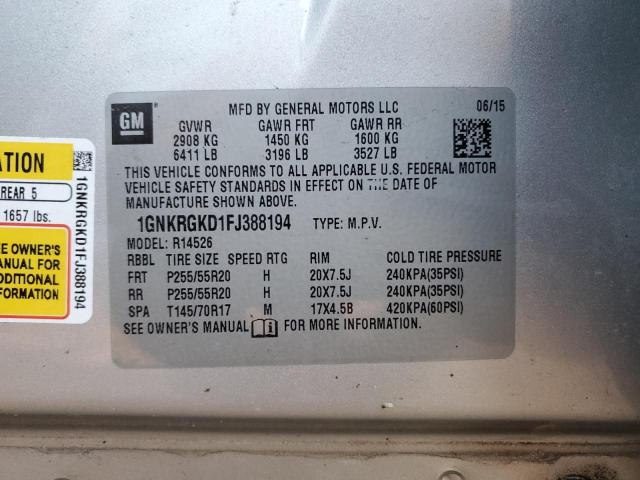 GM
MFD BY GENERAL MOTORS LLC 06/15
GVWR GAWR FRT GAWR RR
2908 KG 1450 KG 1600 KG
6411 LB 3196 LB 3527 LB
THIS VEHICLE CONFORMS TO ALL APPLICABLE U.S. FEDERAL MOTOR
VEHICLE SAFETY STANDARDS IN EFFECT ON THE DATE OF
MANUFACTURE SHOWN ABOVE.
1GNKRGKD1FJ388194 TYPE: M.P.V.
MODEL: R14526
RBBL TIRE SIZE SPEED RTG RIM COLD TIRE PRESSURE
FRT P255/55R20 H 20X7.5J 240KPA(35PSI)
RR P255/55R20 H 20X7.5J 240KPA(35PSI)
SPA T145/70R17 M 17X4.5B 420KPA(60PSI)
SEE OWNER'S MANUAL i FOR MORE INFORMATION
REAR 5
1657 lbs.
OWNER'S
FOR
1GNKRGKD1FJ388194